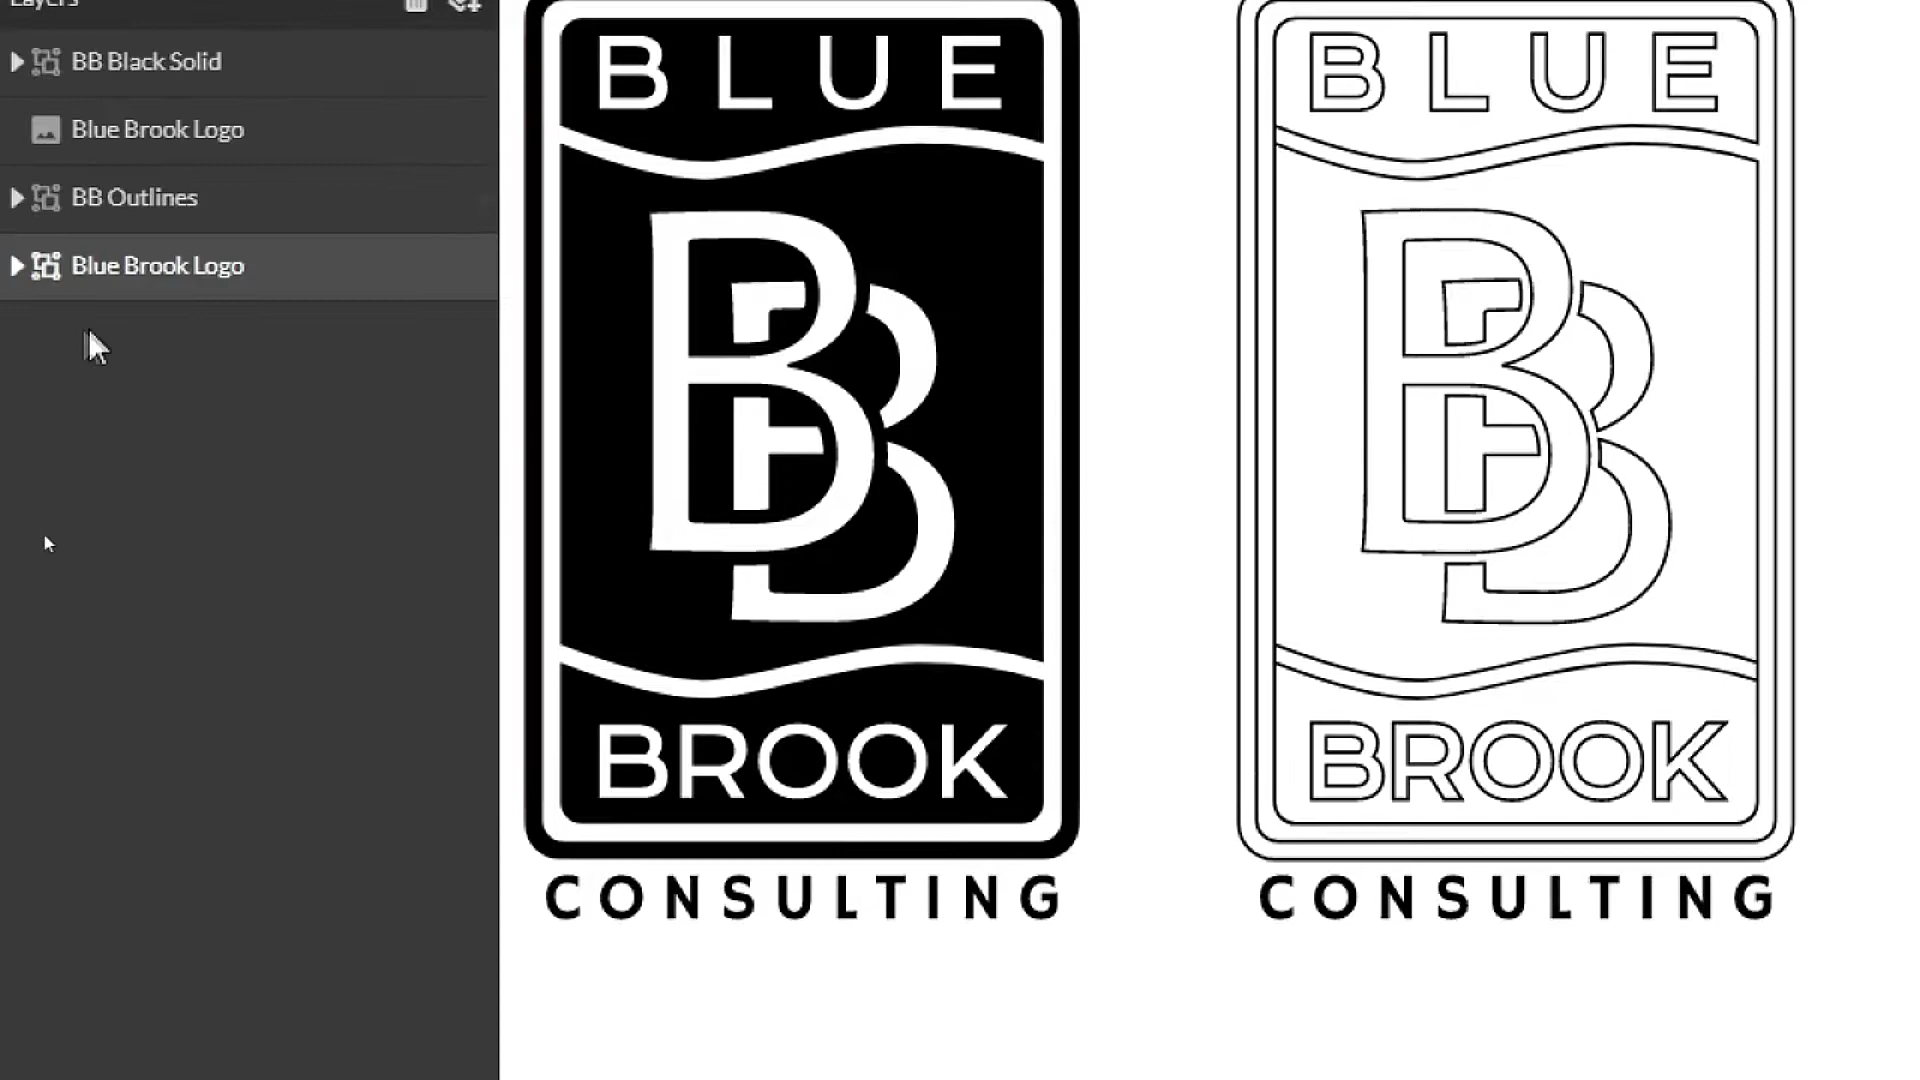 Layers
BB Black Solid
Blue Brook Logo
BB Outlines
Blue Brook Logo
BLUE
BB
BROOK
CONSULTING
BLUE
BB
BROOK
CONSULTING